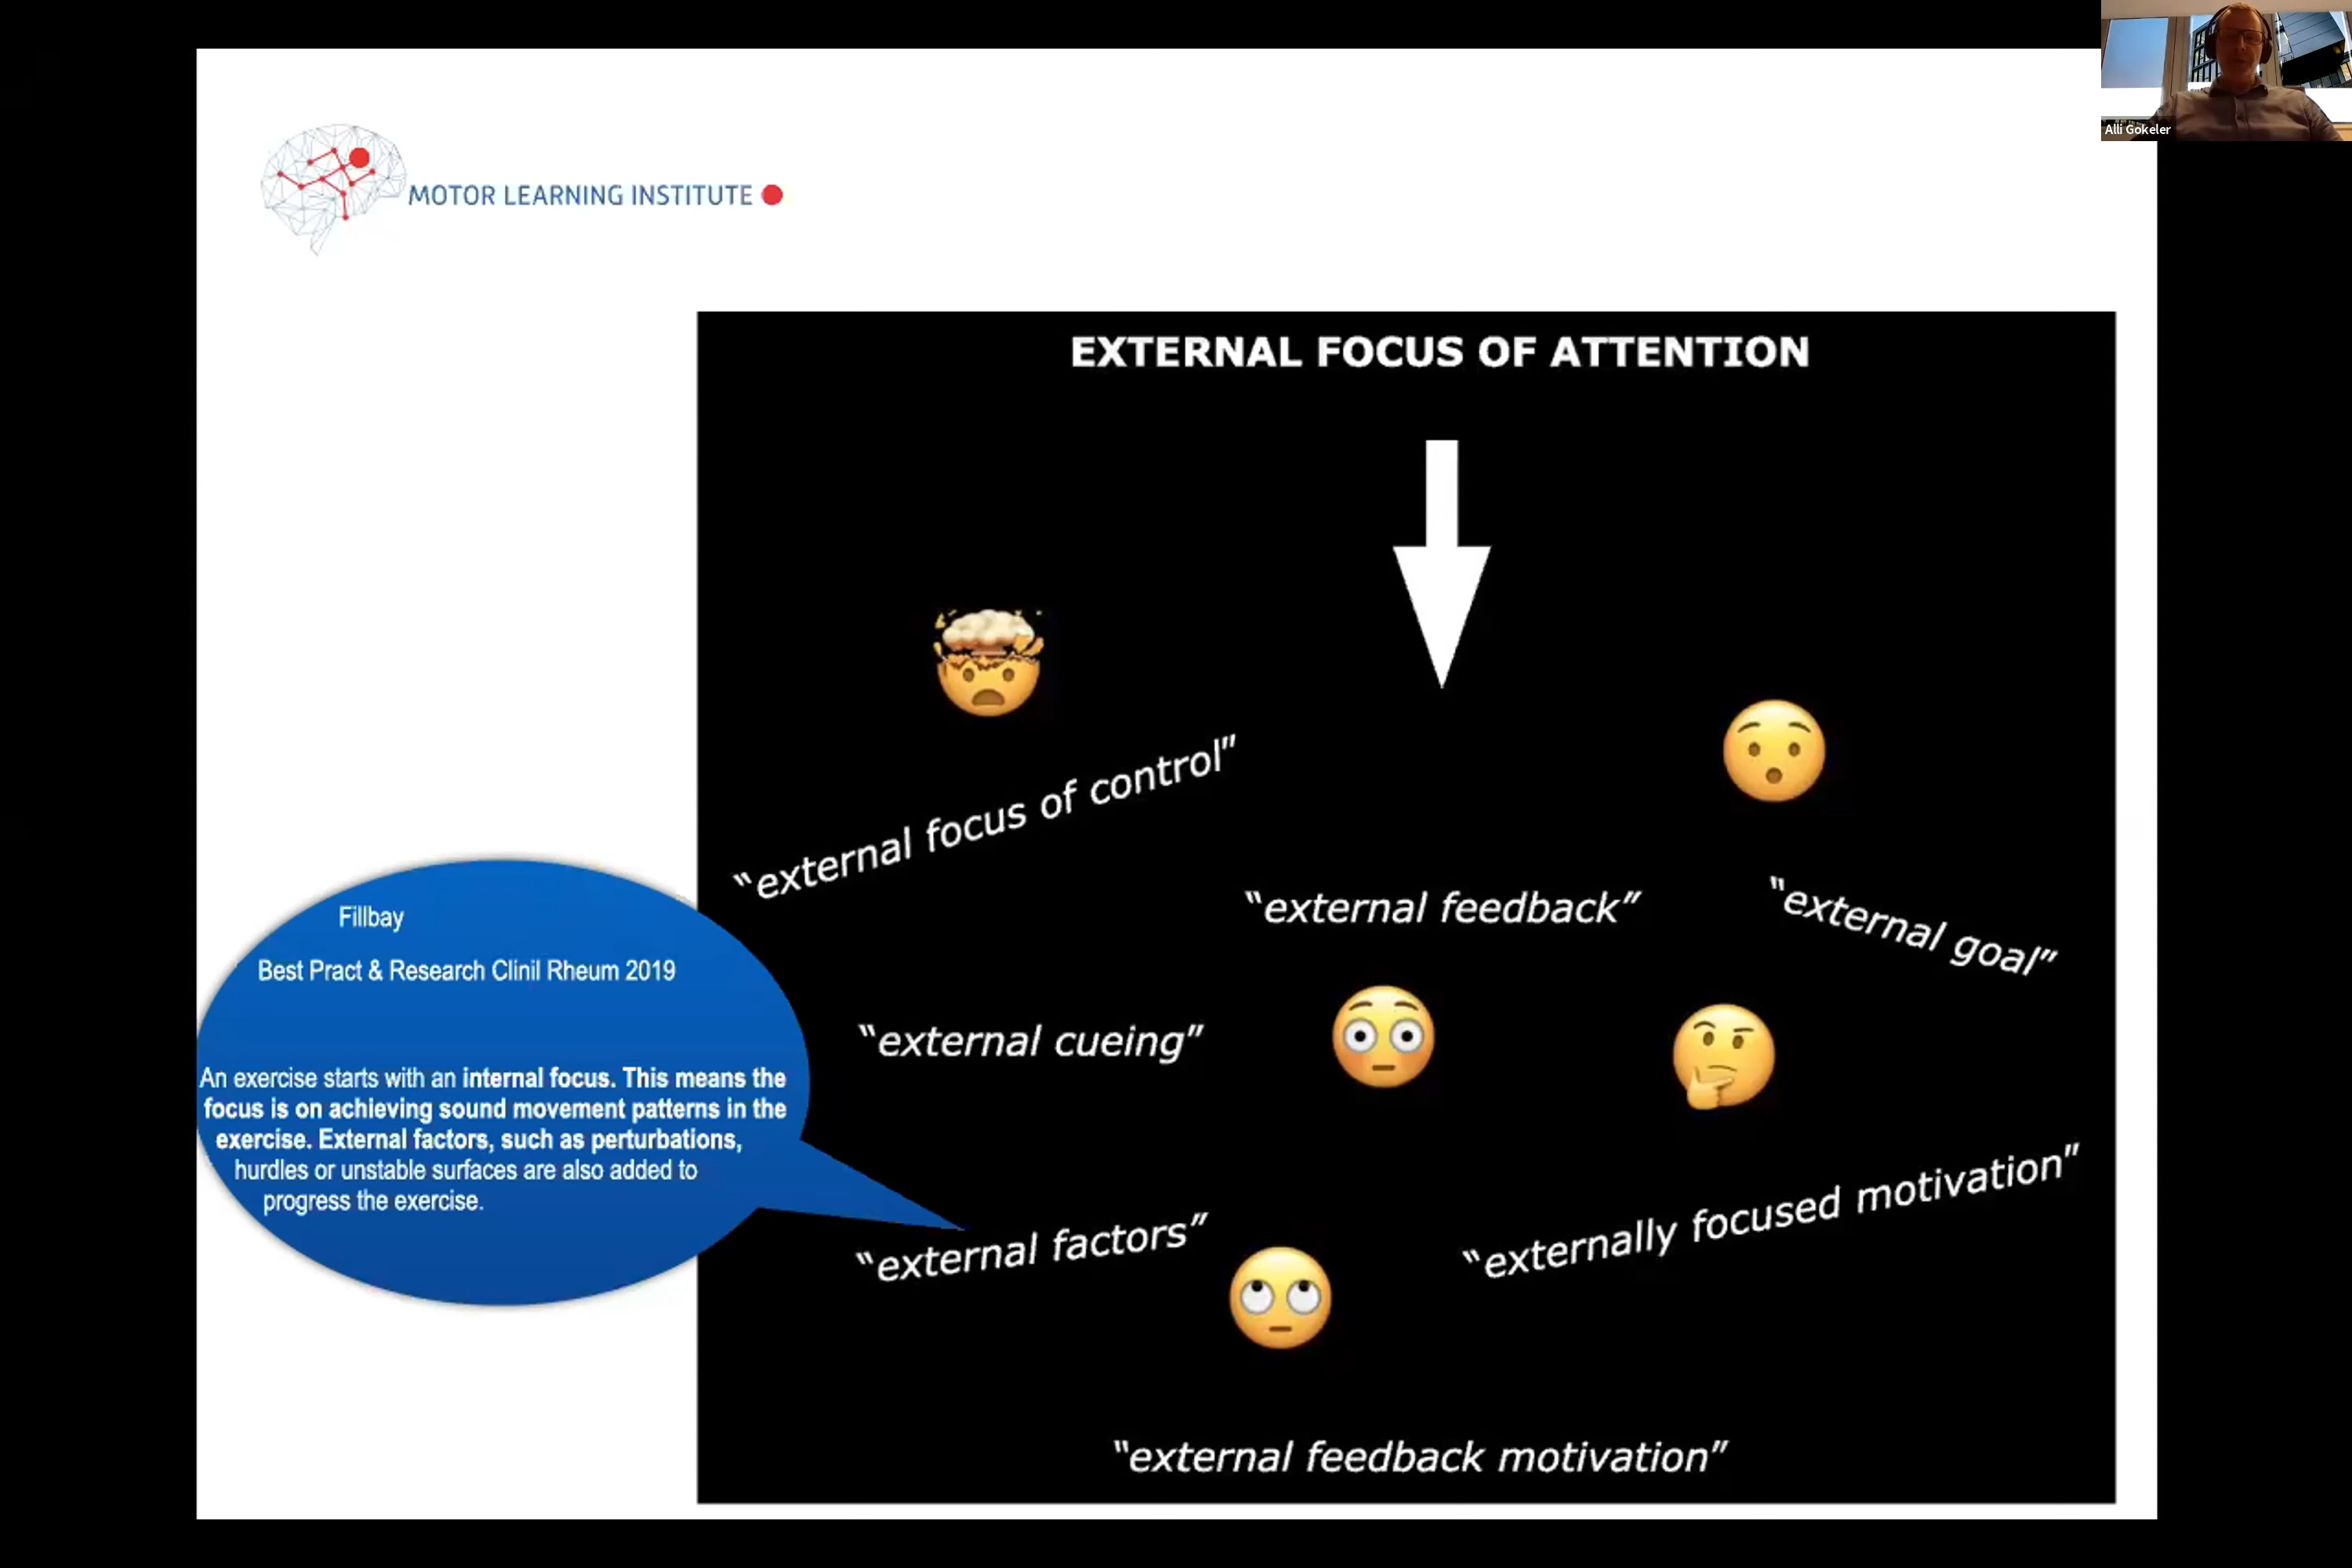 Alli Gokeler
MOTOR LEARNING INSTITUTE
EXTERNAL FOCUS OF ATTENTION
“external focus of control”
“external feedback”
“external goal”
“external cueing”
“external factors”
“externally focused motivation”
“external feedback motivation”
Fillbay
Best Pract & Research Clinil Rheum 2019
An exercise starts with an internal focus. This means the
focus is on achieving sound movement patterns in the
exercise. External factors, such as perturbations,
hurdles or unstable surfaces are also added to
progress the exercise.